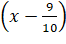 (x − 9/10)